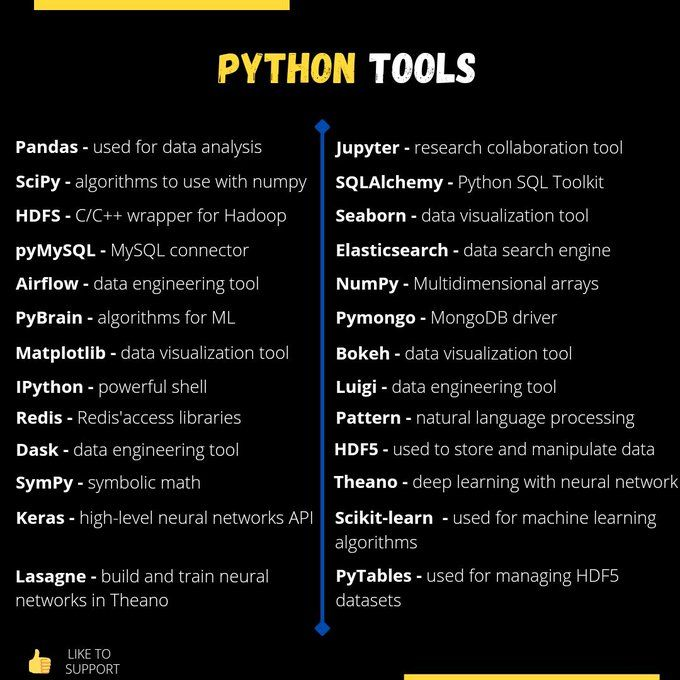 PYTHON TOOLS
Pandas - used for data analysis
SciPy - algorithms to use with numpy
HDFS - C/C++ wrapper for Hadoop
pyMySQL - MySQL connector
Airflow - data engineering tool
PyBrain - algorithms for ML
Matplotlib - data visualization tool
IPython - powerful shell
Redis - Redis'access libraries
Dask - data engineering tool
SymPy - symbolic math
Keras - high-level neural networks API
Lasagne - build and train neural
networks in Theano
Jupyter - research collaboration tool
SQLAlchemy - Python SQL Toolkit
Seaborn - data visualization tool
Elasticsearch - data search engine
NumPy - Multidimensional arrays
Pymongo - MongoDB driver
Bokeh - data visualization tool
Luigi - data engineering tool
Pattern - natural language processing
HDF5 - used to store and manipulate data
Theano - deep learning with neural network
Scikit-learn - used for machine learning
algorithms
PyTables - used for managing HDF5
datasets
LIKE TO
SUPPORT